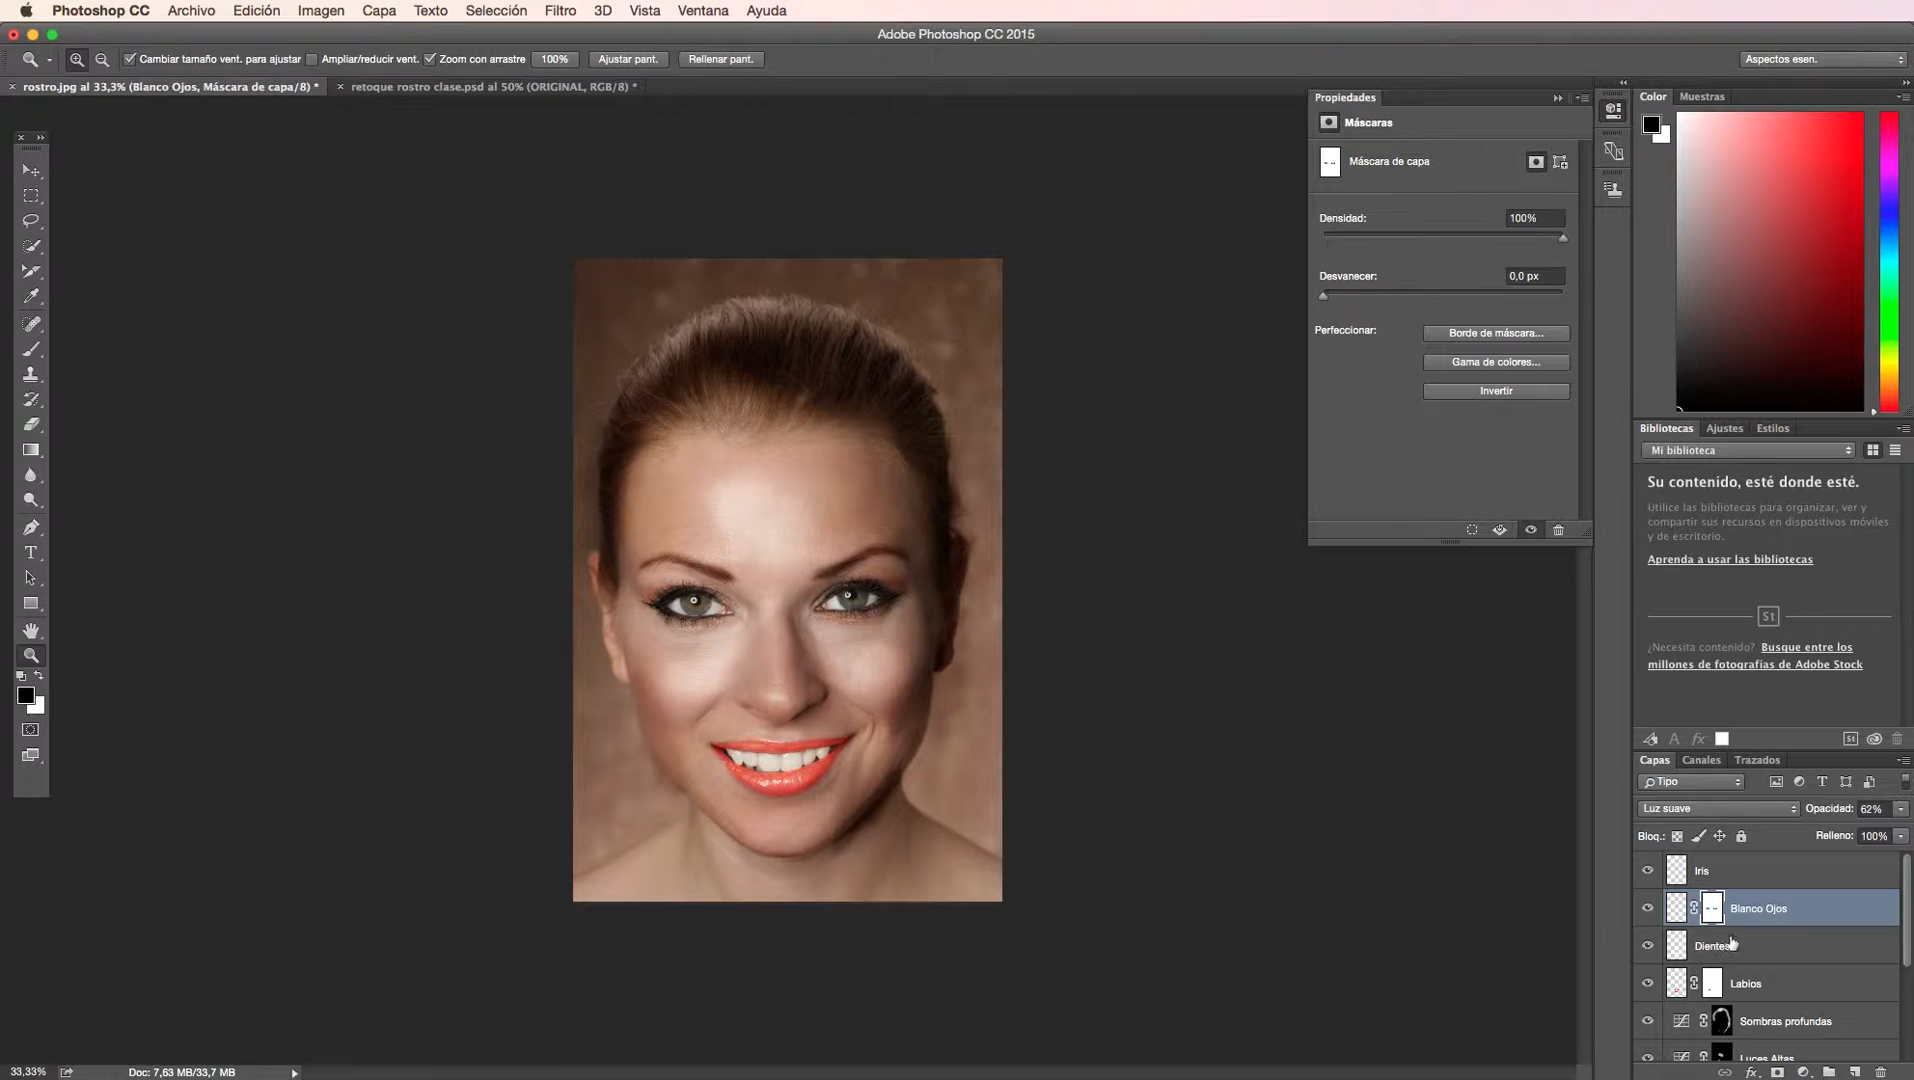 Photoshop CC Archivo Edición Imagen Capa Texto Selección Filtro 3D Vista Ventana Ayuda
Adobe Photoshop CC 2015
Cambiar tamaño vent. para ajustar Ampliar/reducir vent. Zoom con arrastre 100% Ajustar pant. Rellenar pant. Aspectos esen.
rostro.jpg al 33,3% (Blanco Ojos, Máscara de capa/8) * retoque rostro clase.psd al 50% (ORIGINAL, RGB/8) *
Propiedades
Máscaras
Máscara de capa
Densidad: 100%
Desvanecer: 0,0 px
Perfeccionar: Borde de máscara...
Gama de colores...
Invertir
Color Muestras
Bibliotecas Ajustes Estilos
Mi biblioteca
Su contenido, esté donde esté.
Utilice las bibliotecas para organizar, ver y
compartir sus recursos en dispositivos móviles
y de escritorio.
Aprenda a usar las bibliotecas
St
¿Necesita contenido? Busque entre los
millones de fotografías de Adobe Stock
A fx St
Capas Canales Trazados
Tipo T
Luz suave Opacidad: 62%
Bloq.: Relleno: 100%
Iris
Blanco Ojos
Dientes
Labios
Sombras profundas
Luces Altas
fx
33,33% Doc: 7,63 MB/33,7 MB
T